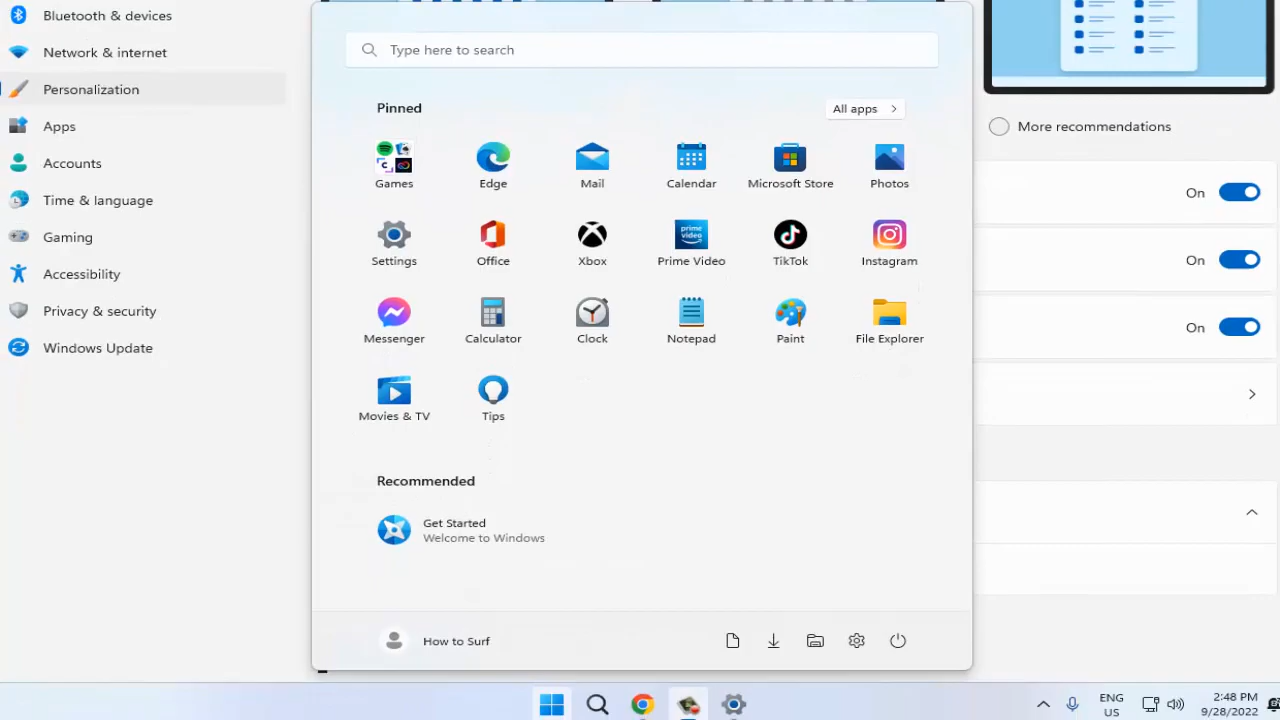 Bluetooth & devices
Network & internet
Personalization
Apps
Accounts
Time & language
Gaming
Accessibility
Privacy & security
Windows Update
Type here to search
Pinned
All apps
Games
Edge
Mail
Calendar
Microsoft Store
Photos
Settings
Office
Xbox
prime video
Prime Video
TikTok
Instagram
Messenger
Calculator
Clock
Notepad
Paint
File Explorer
Movies & TV
Tips
Recommended
Get Started
Welcome to Windows
How to Surf
More recommendations
On
On
On
ENG
US
2:48 PM
9/28/2022